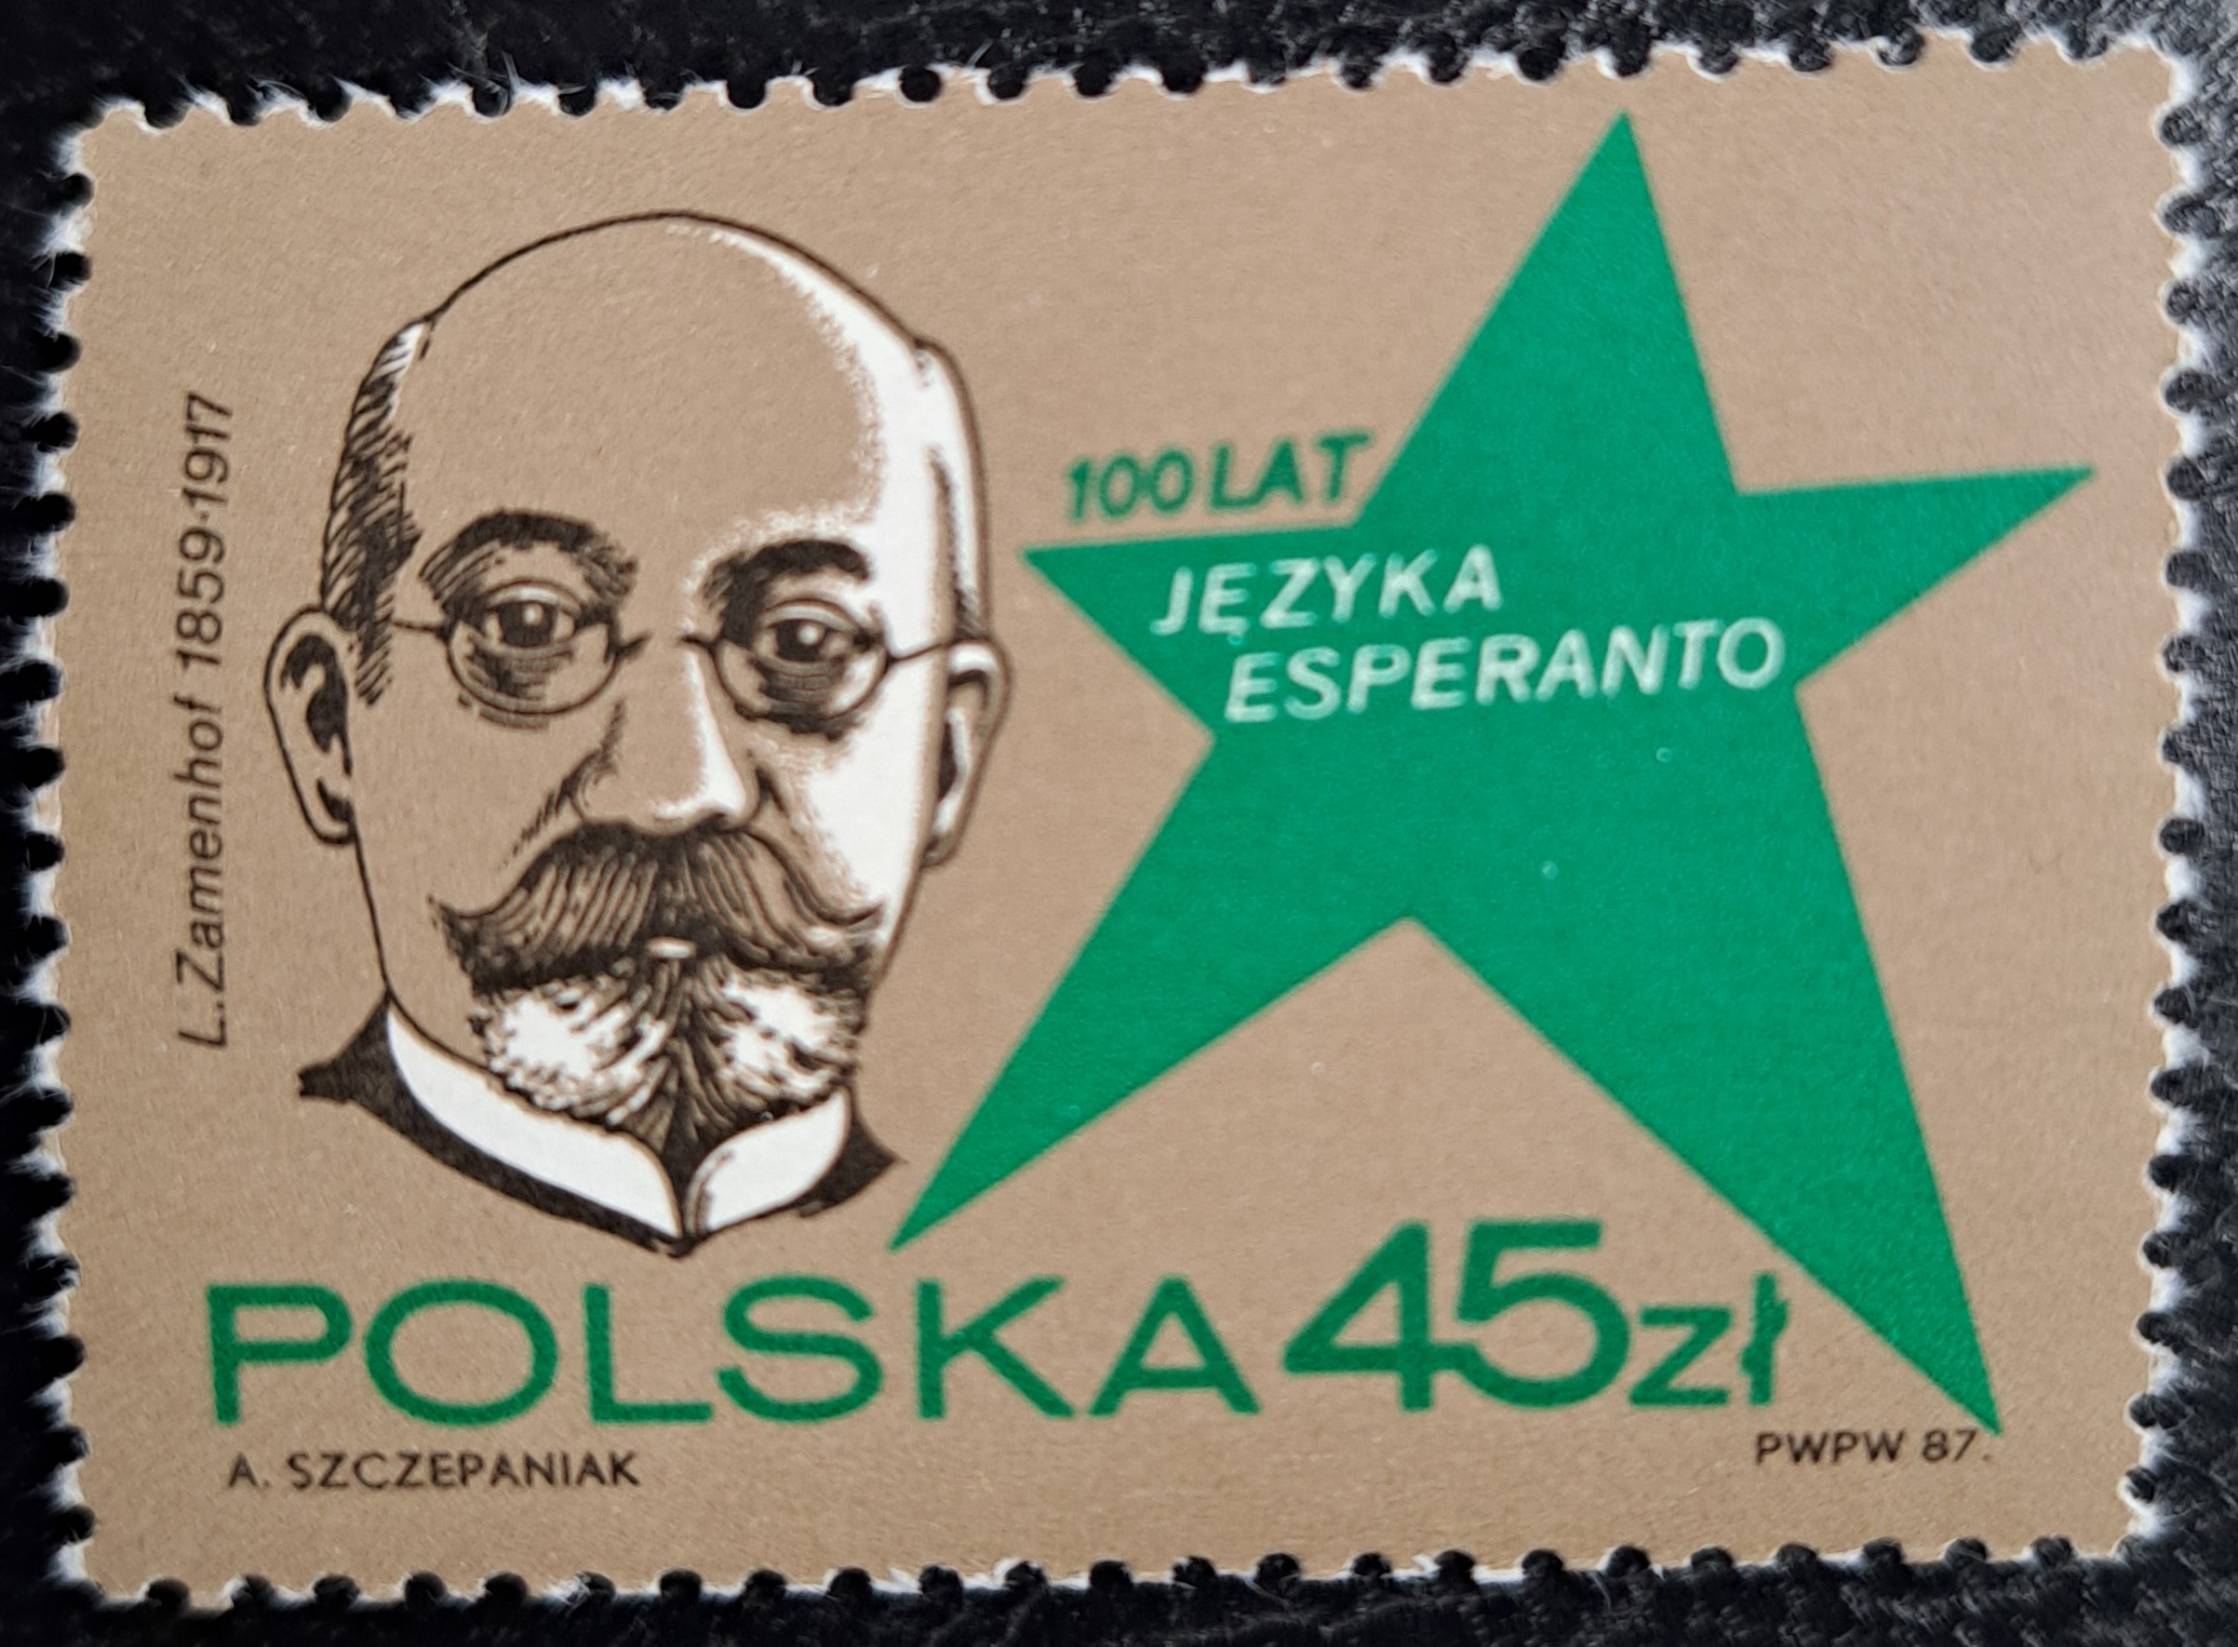 L. Zamenhof 1859·1917
100 LAT
JĘZYKA
ESPERANTO
POLSKA 45zł
A. SZCZEPANIAK
PWPW 87.